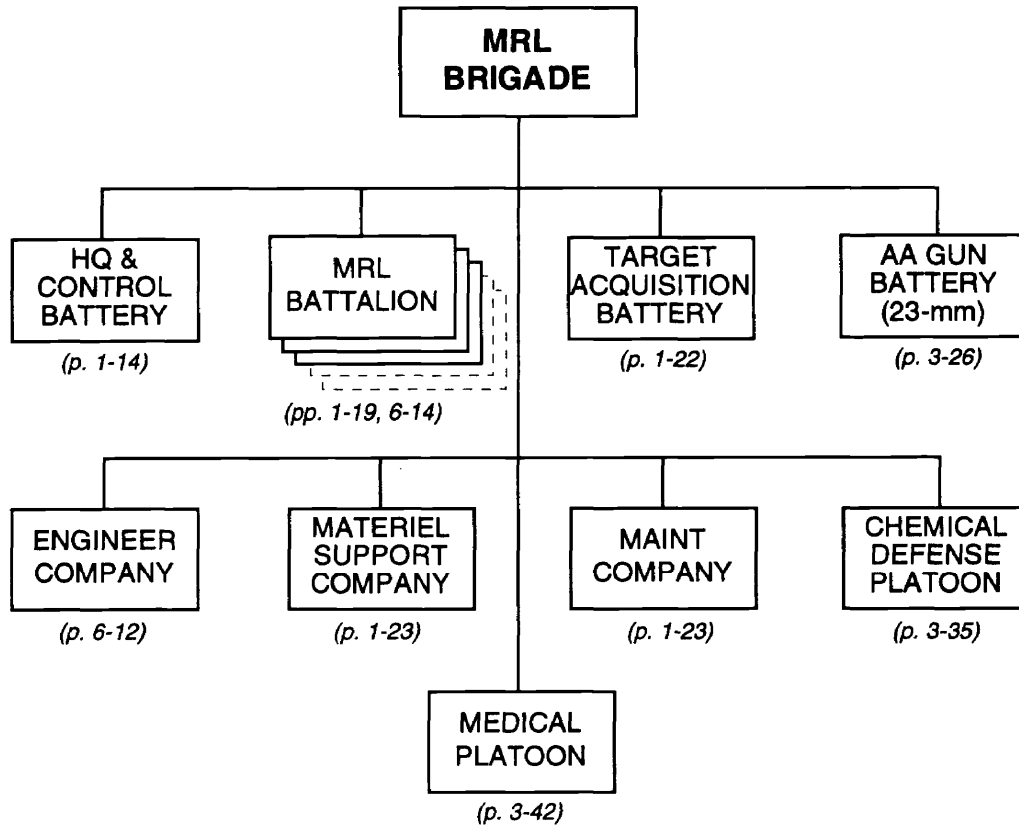 MRL
BRIGADE
HQ &
CONTROL
BATTERY
(p. 1-14)
MRL
BATTALION
(pp. 1-19, 6-14)
TARGET
ACQUISITION
BATTERY
(p. 1-22)
AA GUN
BATTERY
(23-mm)
(p. 3-26)
ENGINEER
COMPANY
(p. 6-12)
MATERIEL
SUPPORT
COMPANY
(p. 1-23)
MAINT
COMPANY
(p. 1-23)
CHEMICAL
DEFENSE
PLATOON
(p. 3-35)
MEDICAL
PLATOON
(p. 3-42)